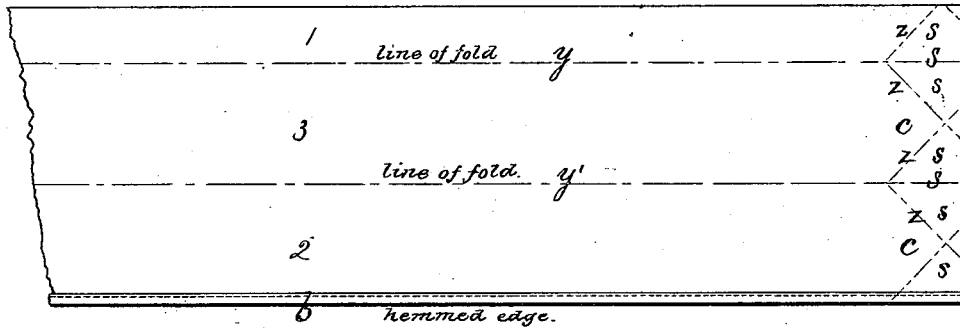 1 z s
line of fold y s
z s
3 c
z s
line of fold. y' s
z s
2 c
s
b hemmed edge.